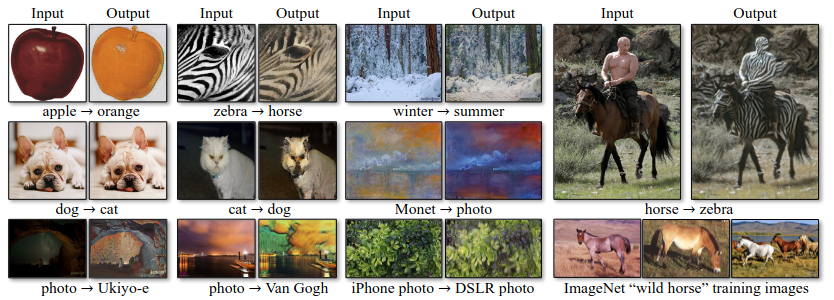 Input Output Input Output Input Output Input Output
apple → orange zebra → horse winter → summer
dog → cat cat → dog Monet → photo horse → zebra
photo → Ukiyo-e photo → Van Gogh iPhone photo → DSLR photo ImageNet “wild horse” training images